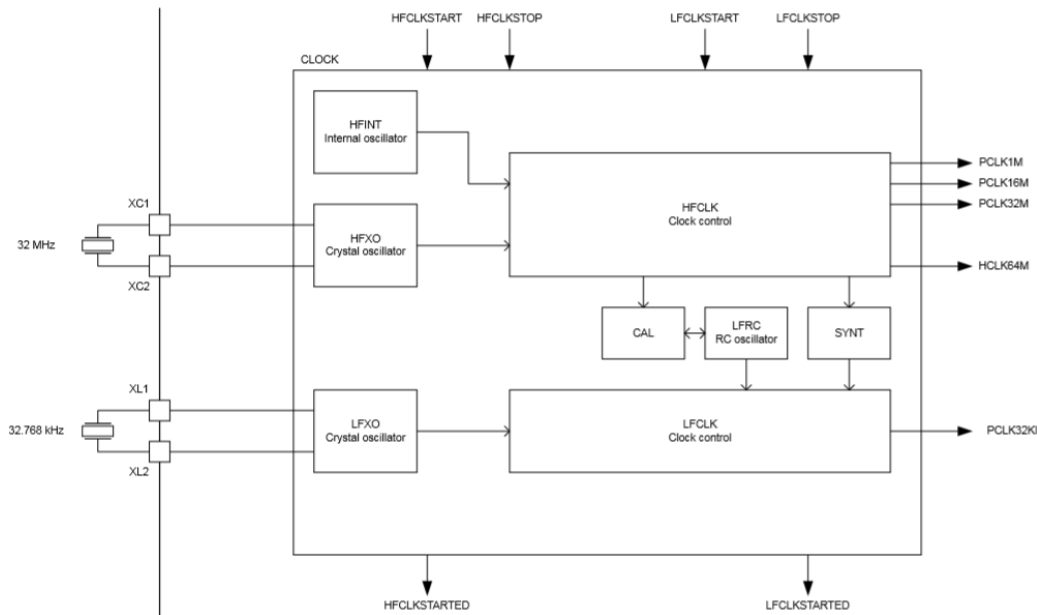 HFCLKSTART
HFCLKSTOP
LFCLKSTART
LFCLKSTOP
CLOCK
HFINT
Internal oscillator
PCLK1M
PCLK16M
PCLK32M
HFCLK
Clock control
XC1
32 MHz
XC2
HFXO
Crystal oscillator
HCLK64M
CAL
LFRC
RC oscillator
SYNT
XL1
32.768 kHz
XL2
LFXO
Crystal oscillator
LFCLK
Clock control
PCLK32KI
HFCLKSTARTED
LFCLKSTARTED